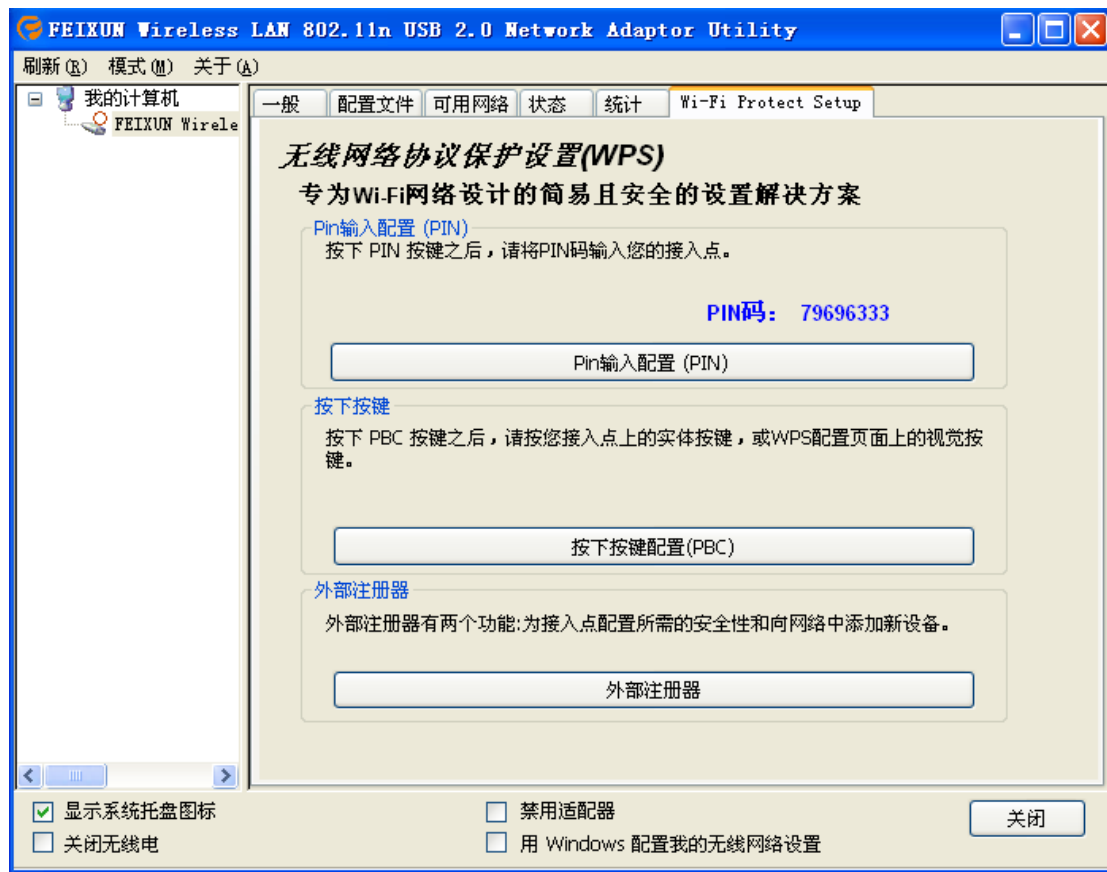 FEIXUN Wireless LAN 802.11n USB 2.0 Network Adaptor Utility
刷新(R) 模式(M) 关于(A)
我的计算机
FEIXUN Wirele
一般 配置文件 可用网络 状态 统计 Wi-Fi Protect Setup
无线网络协议保护设置(WPS)
专为Wi-Fi网络设计的简易且安全的设置解决方案
Pin输入配置 (PIN)
按下 PIN 按键之后，请将PIN码输入您的接入点。
PIN码： 79696333
Pin输入配置 (PIN)
按下按键
按下 PBC 按键之后，请按您接入点上的实体按键，或WPS配置页面上的视觉按
键。
按下按键配置(PBC)
外部注册器
外部注册器有两个功能:为接入点配置所需的安全性和向网络中添加新设备。
外部注册器
显示系统托盘图标 禁用适配器 关闭
关闭无线电 用 Windows 配置我的无线网络设置